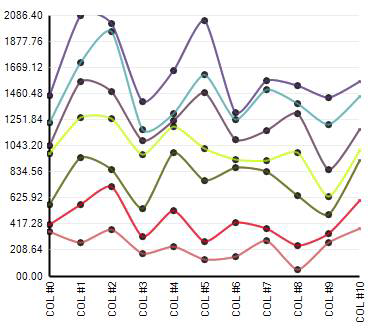 2086.40
1877.76
1669.12
1460.48
1251.84
1043.20
834.56
625.92
417.28
208.64
00.00
COL #0
COL #1
COL #2
COL #3
COL #4
COL #5
COL #6
COL #7
COL #8
COL #9
COL #10